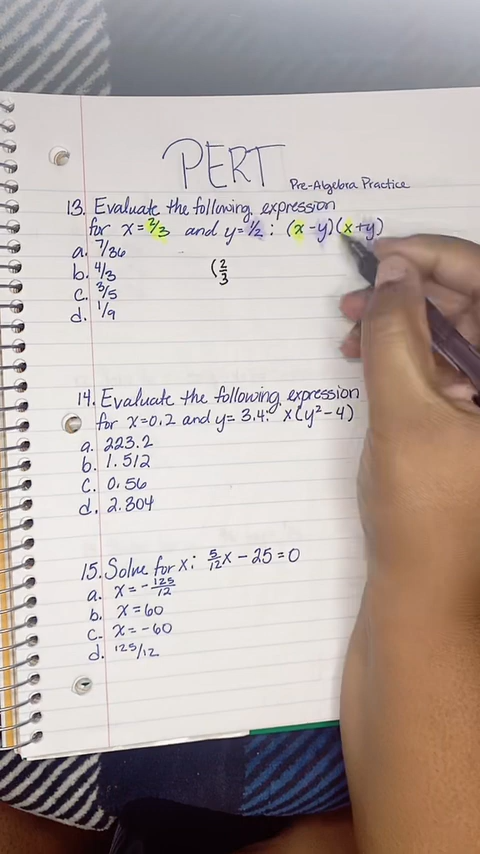 PERT
Pre-Algebra Practice
13. Evaluate the following expression
for x = 2/3 and y = 1/2 : (x - y)(x + y)
a. 7/36
b. 4/3
c. 3/5
d. 1/9
(2/3
14. Evaluate the following expression
for x=0.2 and y= 3.4: x(y² - 4)
a. 223.2
b. 1.512
c. 0.56
d. 2.304
15. Solve for x: 5/12x - 25 = 0
a. x = - 125/12
b. x = 60
c. x = -60
d. 125/12